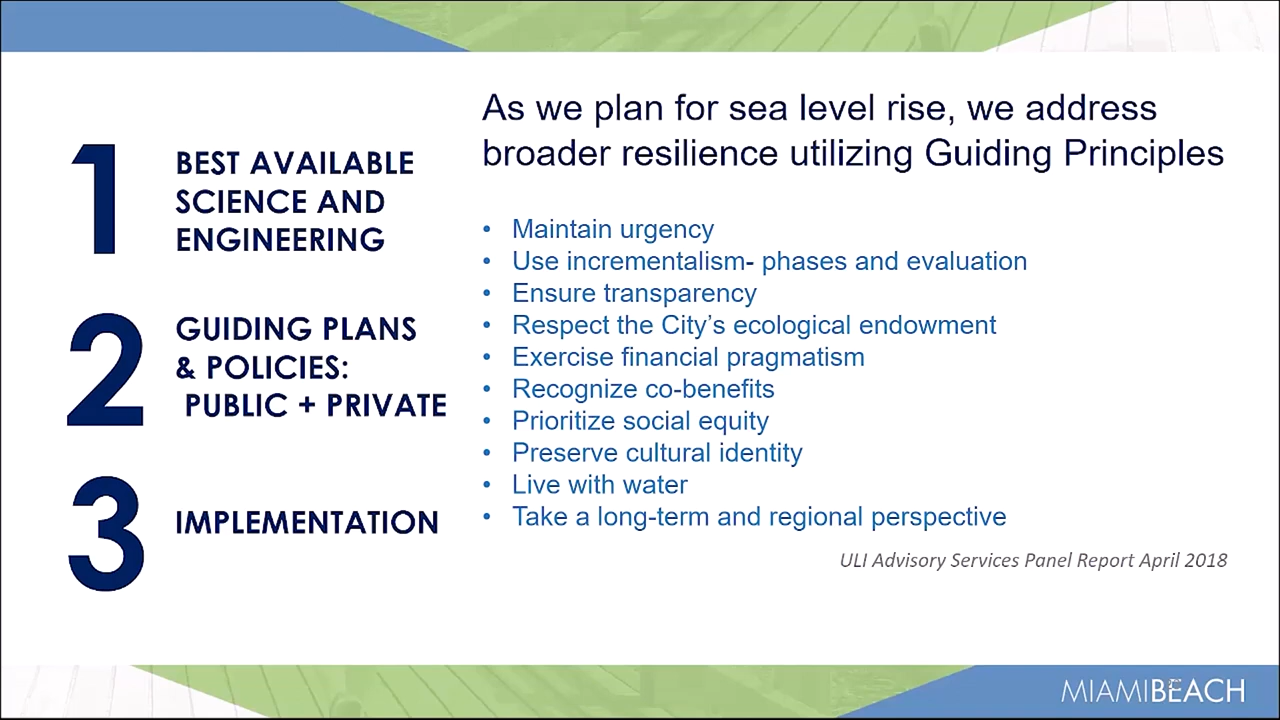 As we plan for sea level rise, we address
broader resilience utilizing Guiding Principles
1
BEST AVAILABLE
SCIENCE AND
ENGINEERING
2
GUIDING PLANS
& POLICIES:
PUBLIC + PRIVATE
3
IMPLEMENTATION
• Maintain urgency
• Use incrementalism- phases and evaluation
• Ensure transparency
• Respect the City’s ecological endowment
• Exercise financial pragmatism
• Recognize co-benefits
• Prioritize social equity
• Preserve cultural identity
• Live with water
• Take a long-term and regional perspective
ULI Advisory Services Panel Report April 2018
MIAMIBEACH